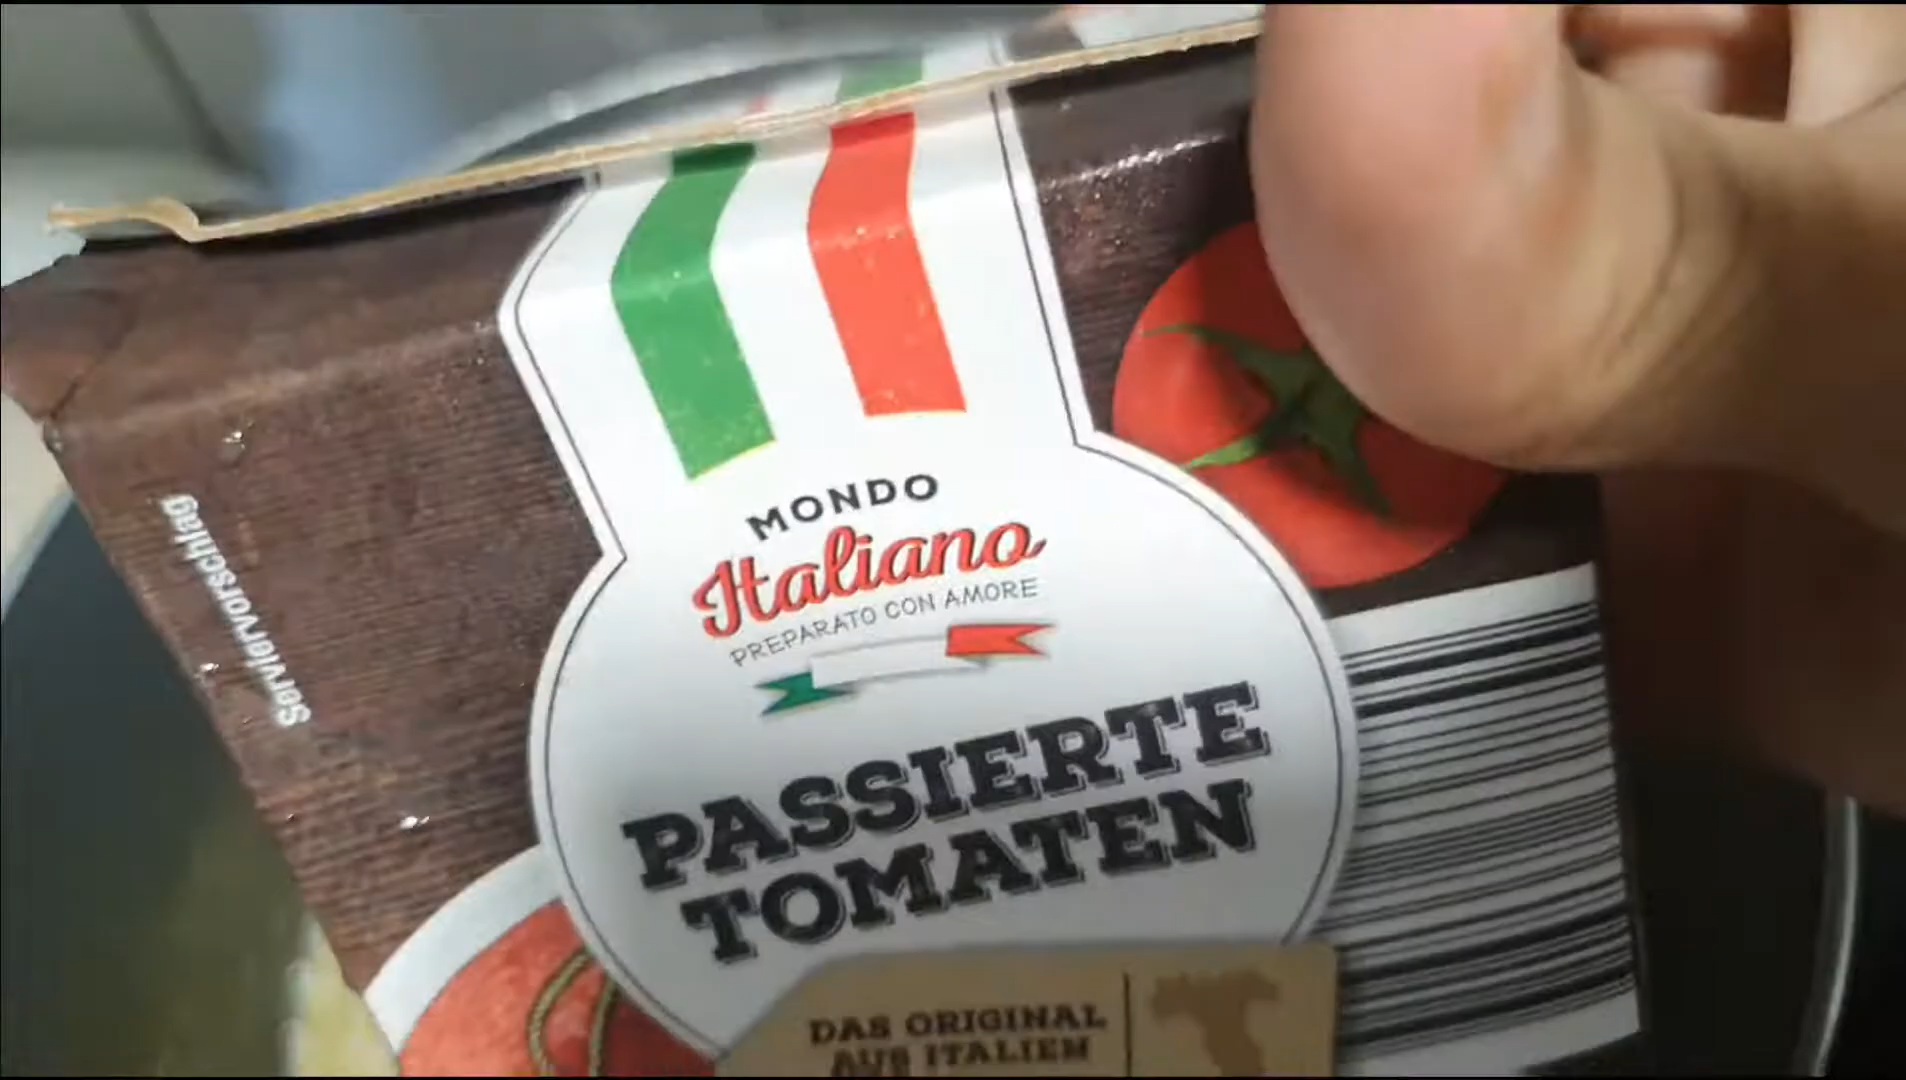 MONDO
Italiano
PREPARATO CON AMORE
PASSIERTE
TOMATEN
DAS ORIGINAL
AUS ITALIEN
Serviervorschlag